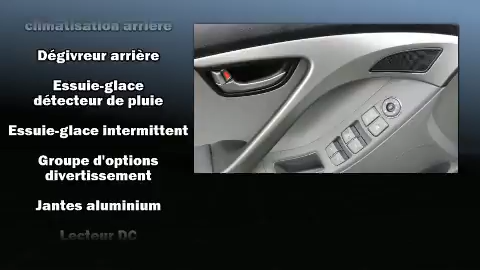 climatisation arrière
Dégivreur arrière
Essuie-glace
détecteur de pluie
Essuie-glace intermittent
Groupe d'options
divertissement
Jantes aluminium
Lecteur DC